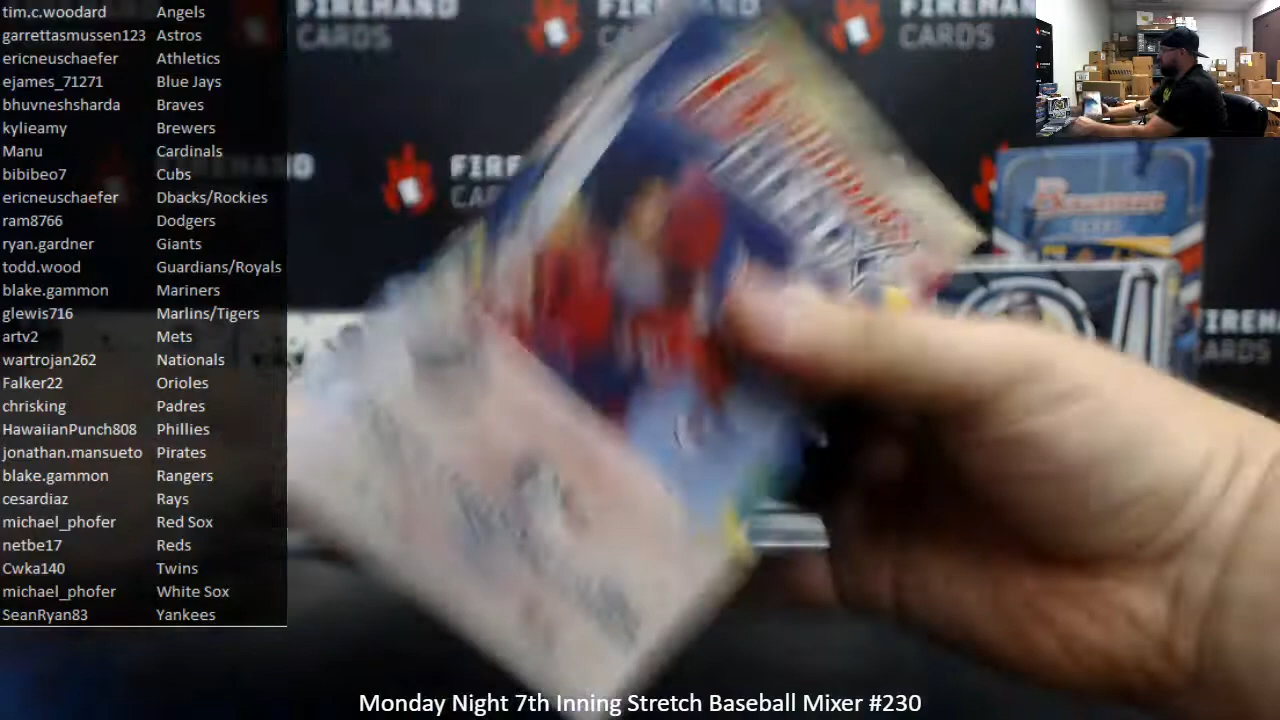 tim.c.woodard Angels
garrettasmussen123 Astros
ericneuschaefer Athletics
ejames_71271 Blue Jays
bhuvneshsharda Braves
kylieamy Brewers
Manu Cardinals
bibibeo7 Cubs
ericneuschaefer Dbacks/Rockies
ram8766 Dodgers
ryan.gardner Giants
todd.wood Guardians/Royals
blake.gammon Mariners
glewis716 Marlins/Tigers
artv2 Mets
wartrojan262 Nationals
Falker22 Orioles
chrisking Padres
HawaiianPunch808 Phillies
jonathan.mansueto Pirates
blake.gammon Rangers
cesardiaz Rays
michael_phofer Red Sox
netbe17 Reds
Cwka140 Twins
michael_phofer White Sox
SeanRyan83 Yankees
FIREHAND
CARDS
FIREHAN
CARDS
Bowman
Monday Night 7th Inning Stretch Baseball Mixer #230